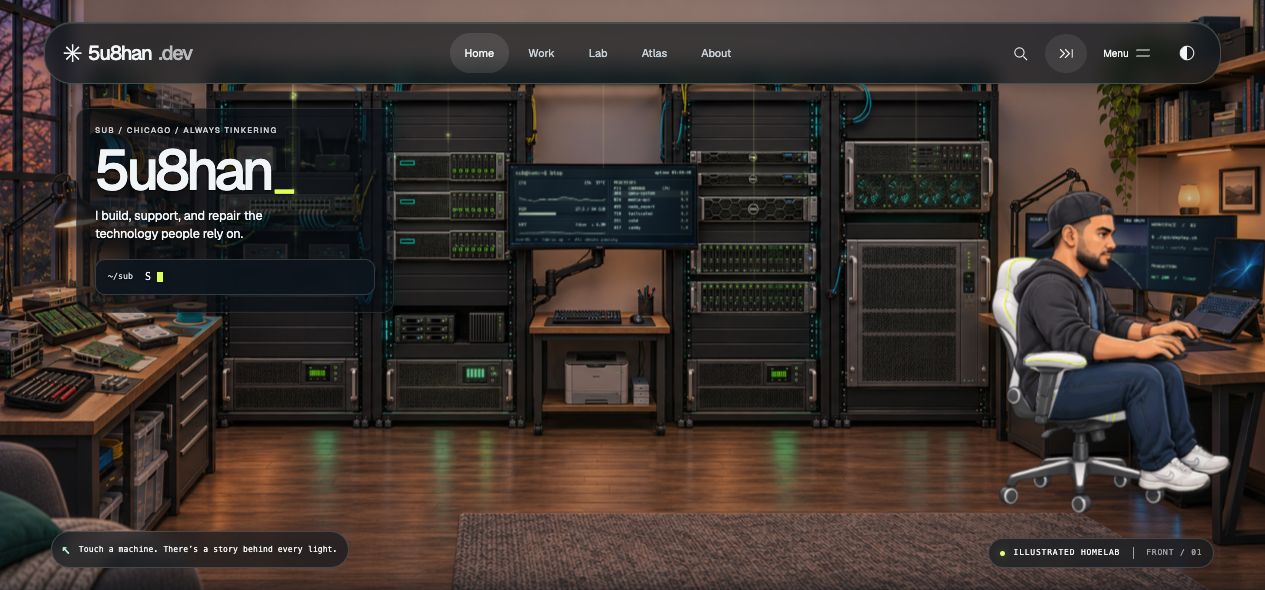 5u8han .dev
Home
Work
Lab
Atlas
About
Menu
SUB / CHICAGO / ALWAYS TINKERING
5u8han_
I build, support, and repair the
technology people rely on.
~/sub S
Touch a machine. There's a story behind every light.
ILLUSTRATED HOMELAB
FRONT / 01